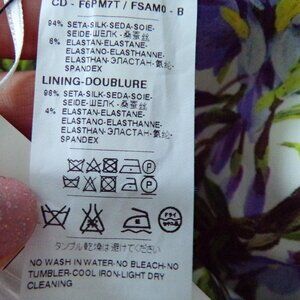 CD - F6PM7T / FSAM0 - B
94% SETA-SILK-SEDA-SOIE-
SEIDE-ШЕЛК - 桑蚕丝
6% ELASTAN-ELASTANE-
ELASTANO-ELASTHANNE-
ELASTHAN-ЭЛАСТАН-氨纶-
SPANDEX
LINING-DOUBLURE
96% SETA-SILK-SEDA-SOIE-
SEIDE-ШЕЛК - 桑蚕丝
4% ELASTAN-ELASTANE-
ELASTANO-ELASTHANNE-
ELASTHAN-ЭЛАСТАН-氨纶-
SPANDEX
タンブル乾燥は避けてください
NO WASH IN WATER-NO BLEACH-NO
TUMBLER-COOL IRON-LIGHT DRY
CLEANING